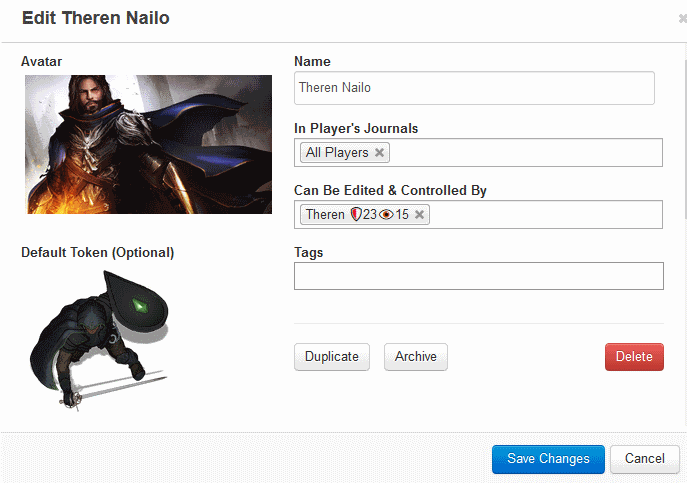 Edit Theren Nailo
Avatar
Name
Theren Nailo
In Player's Journals
All Players
Can Be Edited & Controlled By
Theren 23 15
Default Token (Optional)
Tags
Duplicate
Archive
Delete
Save Changes
Cancel